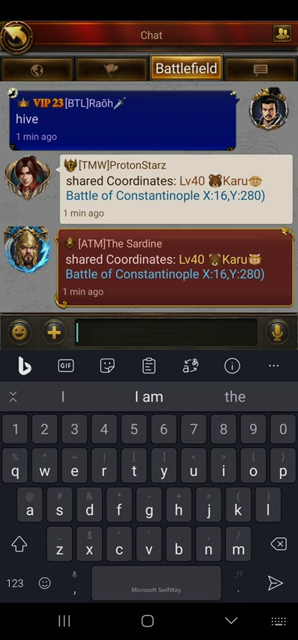 Chat
Battlefield
VIP 23 [BTL]Raōh
hive
1 min ago
[TMW]ProtonStarz
shared Coordinates: Lv40 🐻Karu🐵
Battle of Constantinople X:16,Y:280)
1 min ago
[ATM]The Sardine
shared Coordinates: Lv40 Karu
Battle of Constantinople X:16,Y:280)
1 min ago
GIF
I I am the
1 2 3 4 5 6 7 8 9 0
q w e r t y u i o p
a s d f g h j k l
z x c v b n m
123 Microsoft SwiftKey